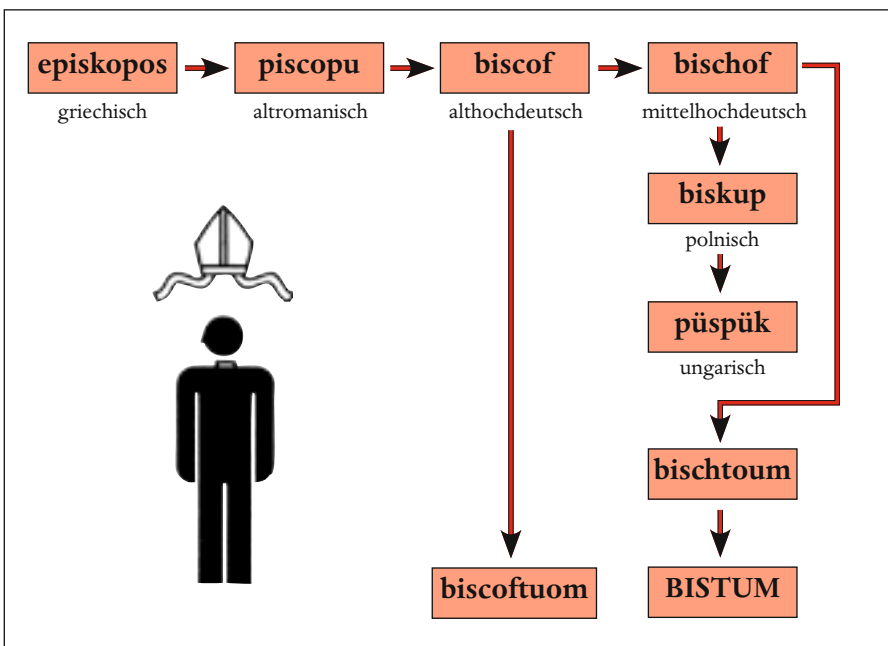 episkopos
griechisch
piscopu
altromanisch
biscof
althochdeutsch
bischof
mittelhochdeutsch
biskup
polnisch
püspük
ungarisch
bischtoum
biscoftuom
BISTUM